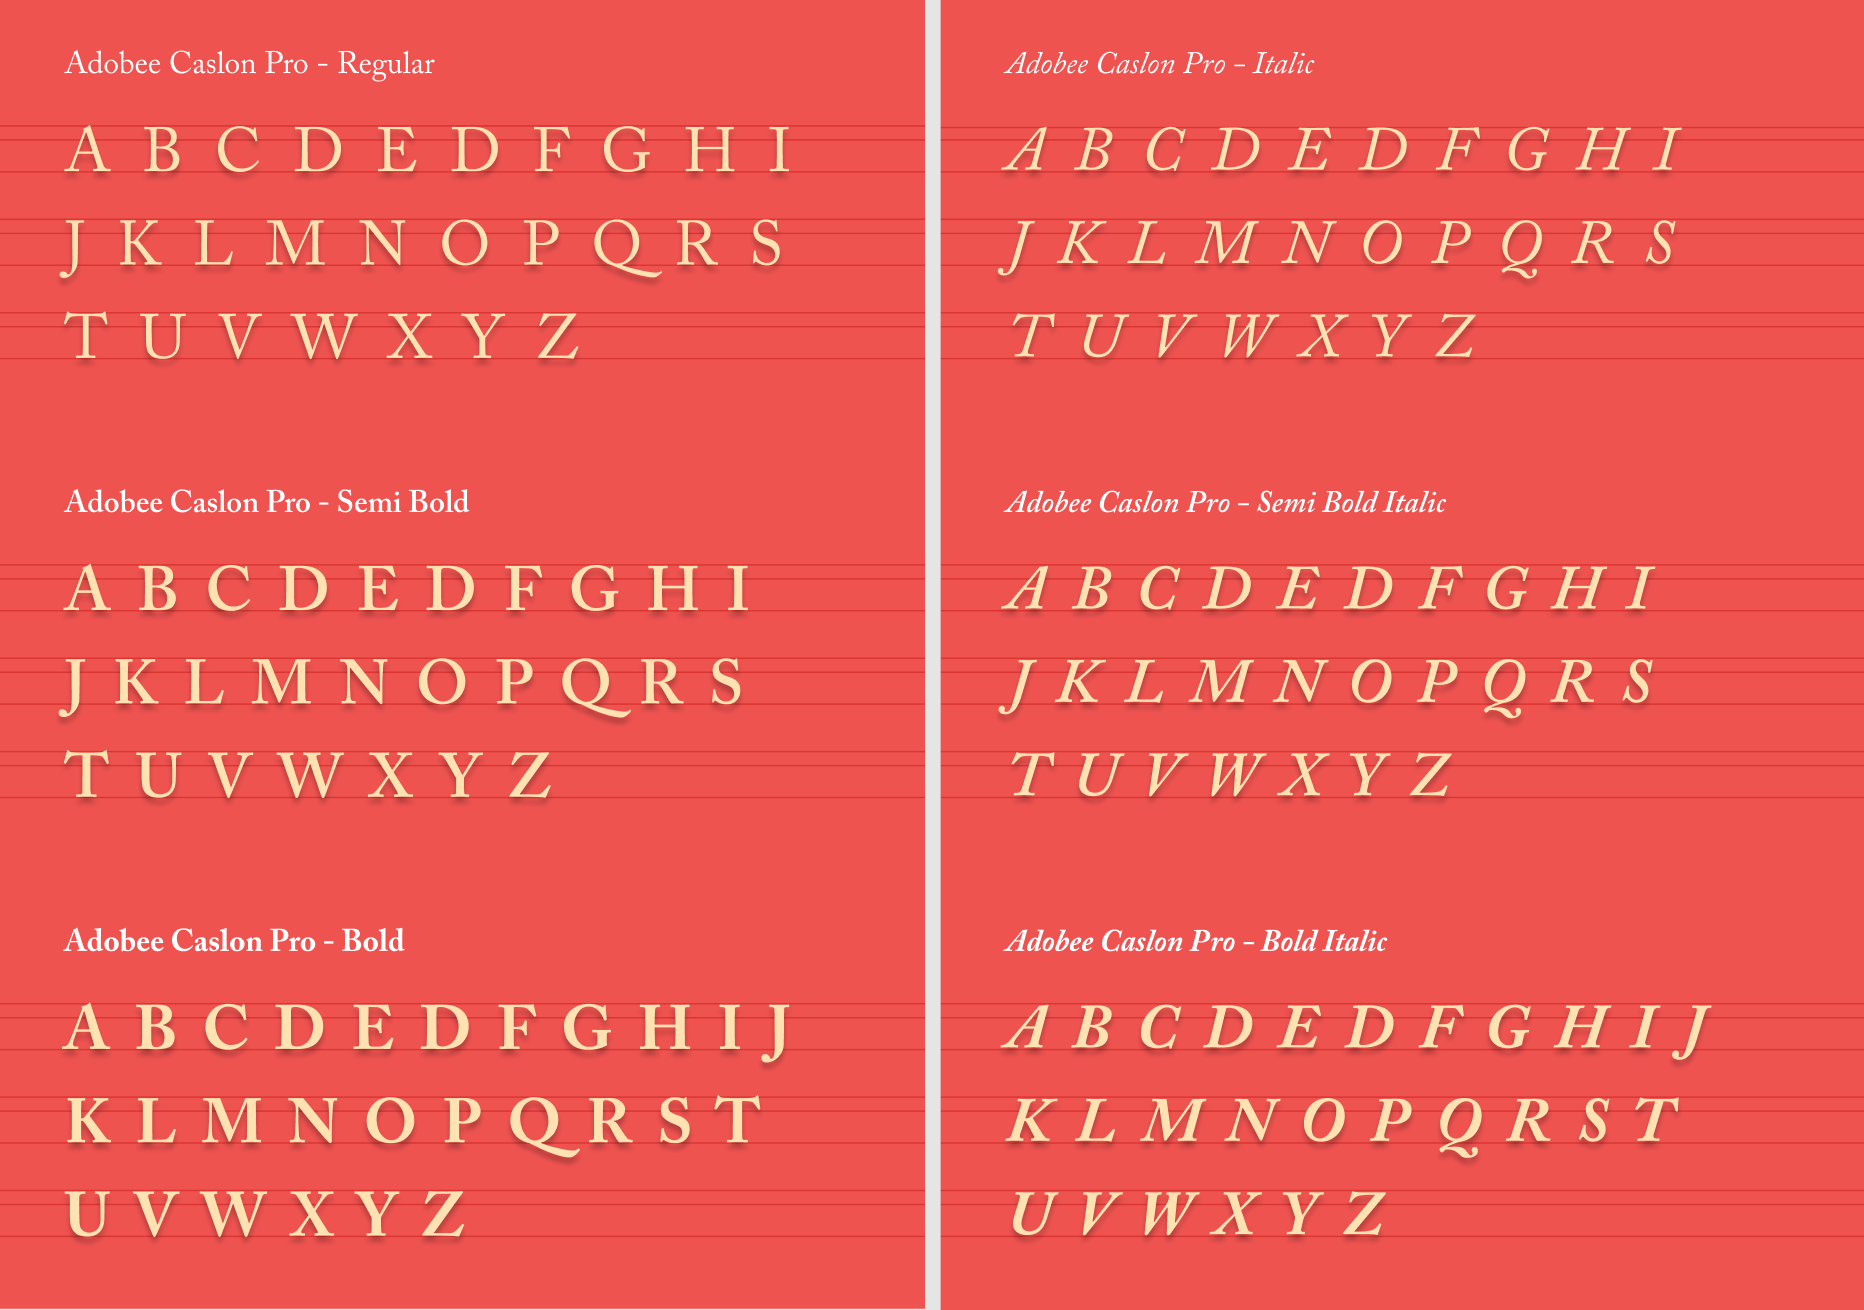 Adobee Caslon Pro - Regular
A B C D E D F G H I
J K L M N O P Q R S
T U V W X Y Z
Adobee Caslon Pro - Semi Bold
A B C D E D F G H I
J K L M N O P Q R S
T U V W X Y Z
Adobee Caslon Pro - Bold
A B C D E D F G H I J
K L M N O P Q R S T
U V W X Y Z
Adobee Caslon Pro - Italic
A B C D E D F G H I
J K L M N O P Q R S
T U V W X Y Z
Adobee Caslon Pro - Semi Bold Italic
A B C D E D F G H I
J K L M N O P Q R S
T U V W X Y Z
Adobee Caslon Pro - Bold Italic
A B C D E D F G H I J
K L M N O P Q R S T
U V W X Y Z